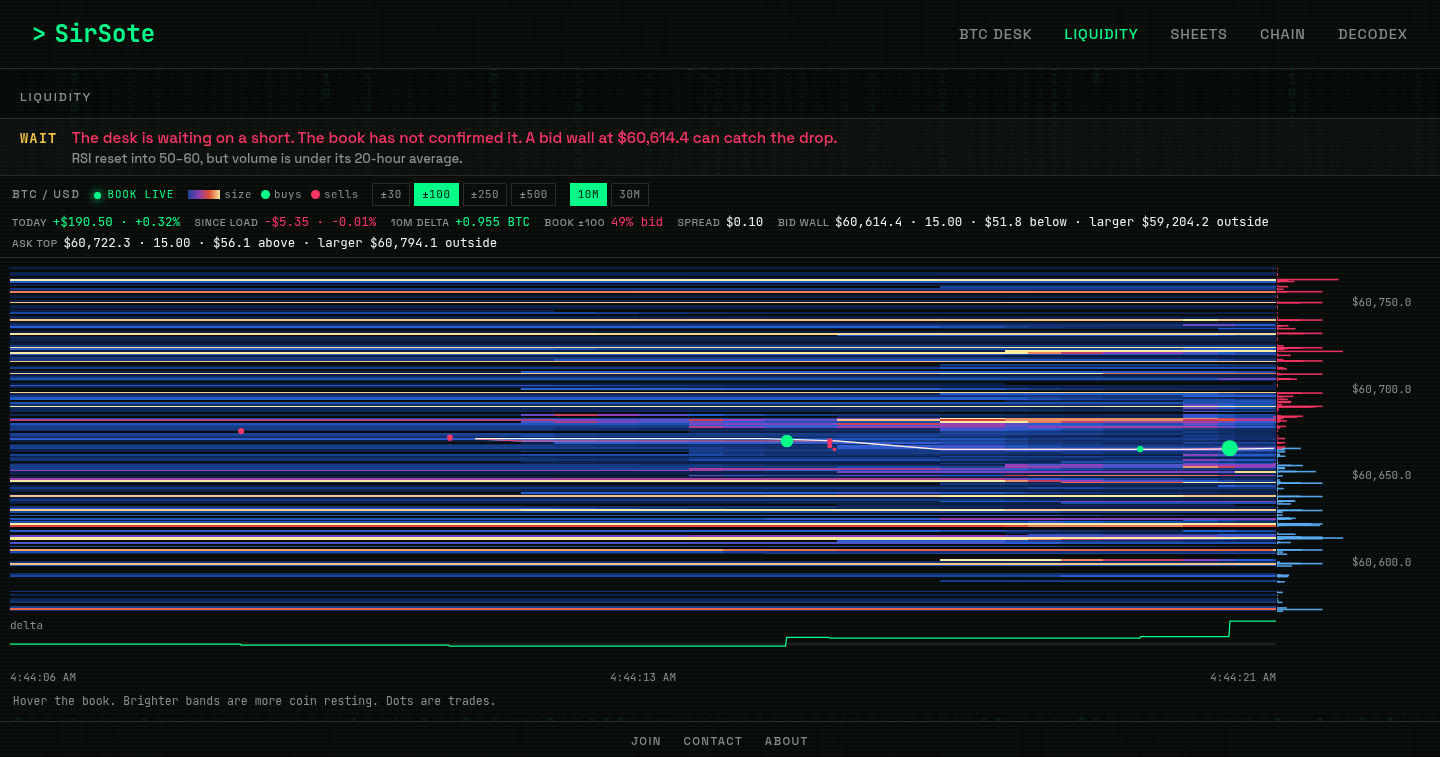 > SirSote
BTC DESK LIQUIDITY SHEETS CHAIN DECODEX
LIQUIDITY
WAIT The desk is waiting on a short. The book has not confirmed it. A bid wall at $60,614.4 can catch the drop.
RSI reset into 50–60, but volume is under its 20-hour average.
BTC / USD BOOK LIVE size buys sells ±30 ±100 ±250 ±500 10M 30M
TODAY +$190.50 · +0.32% SINCE LOAD -$5.35 · -0.01% 10M DELTA +0.955 BTC BOOK ±100 49% bid SPREAD $0.10 BID WALL $60,614.4 · 15.00 · $51.8 below · larger $59,204.2 outside
ASK TOP $60,722.3 · 15.00 · $56.1 above · larger $60,794.1 outside
$60,750.0
$60,700.0
$60,650.0
$60,600.0
delta
4:44:06 AM 4:44:13 AM 4:44:21 AM
Hover the book. Brighter bands are more coin resting. Dots are trades.
JOIN CONTACT ABOUT